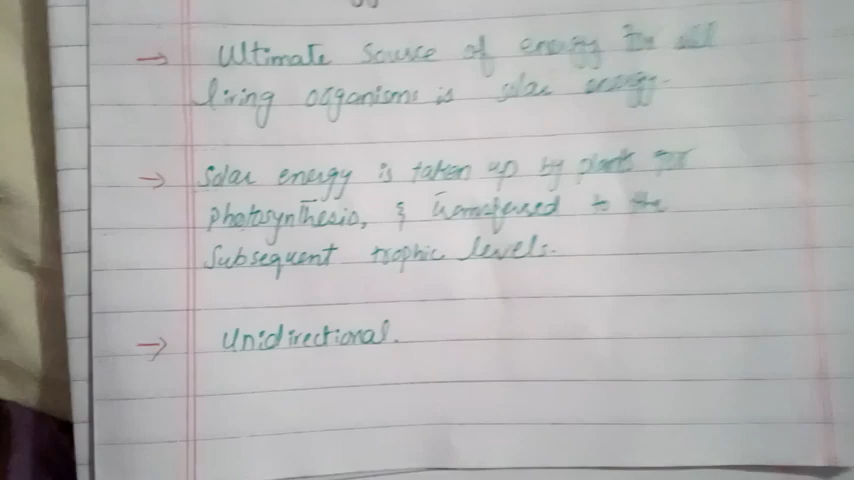 → Ultimate source of energy for all
living organisms is solar energy.
→ Solar energy is taken up by plants for
photosynthesis, & transferred to the
subsequent trophic levels.
→ Unidirectional.